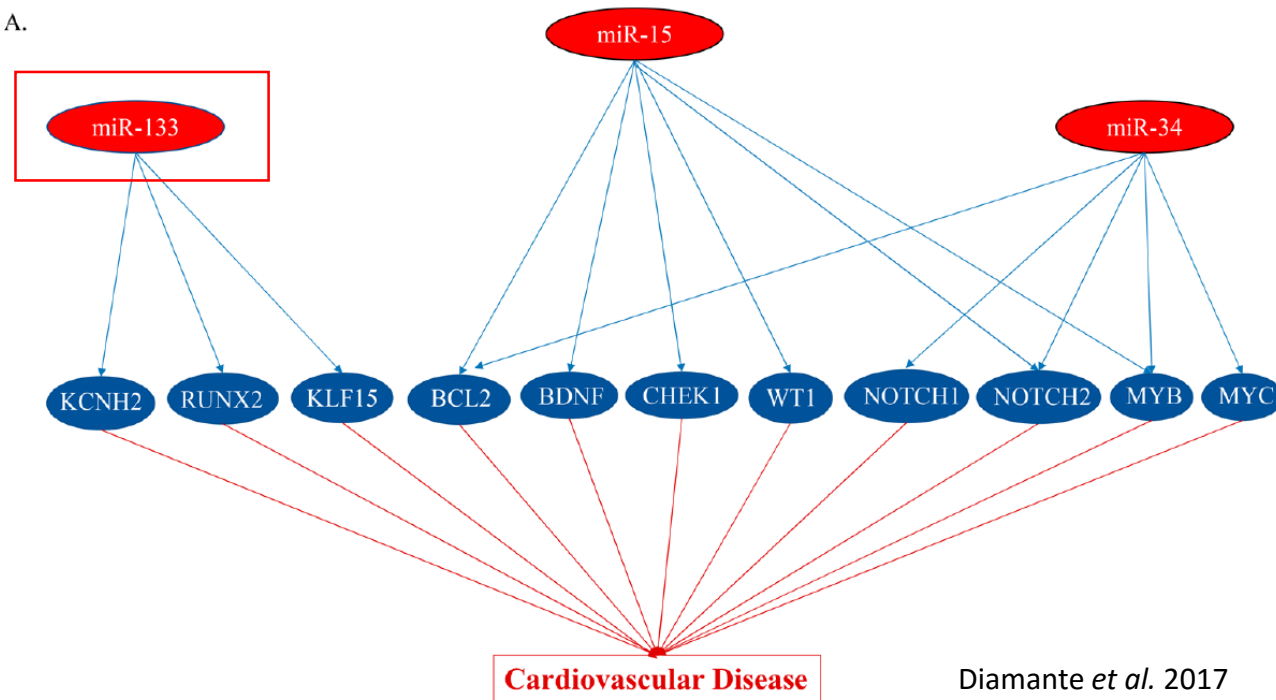 A.
miR-15
miR-133
miR-34
KCNH2 RUNX2 KLF15 BCL2 BDNF CHEK1 WT1 NOTCH1 NOTCH2 MYB MYC
Cardiovascular Disease
Diamante et al. 2017